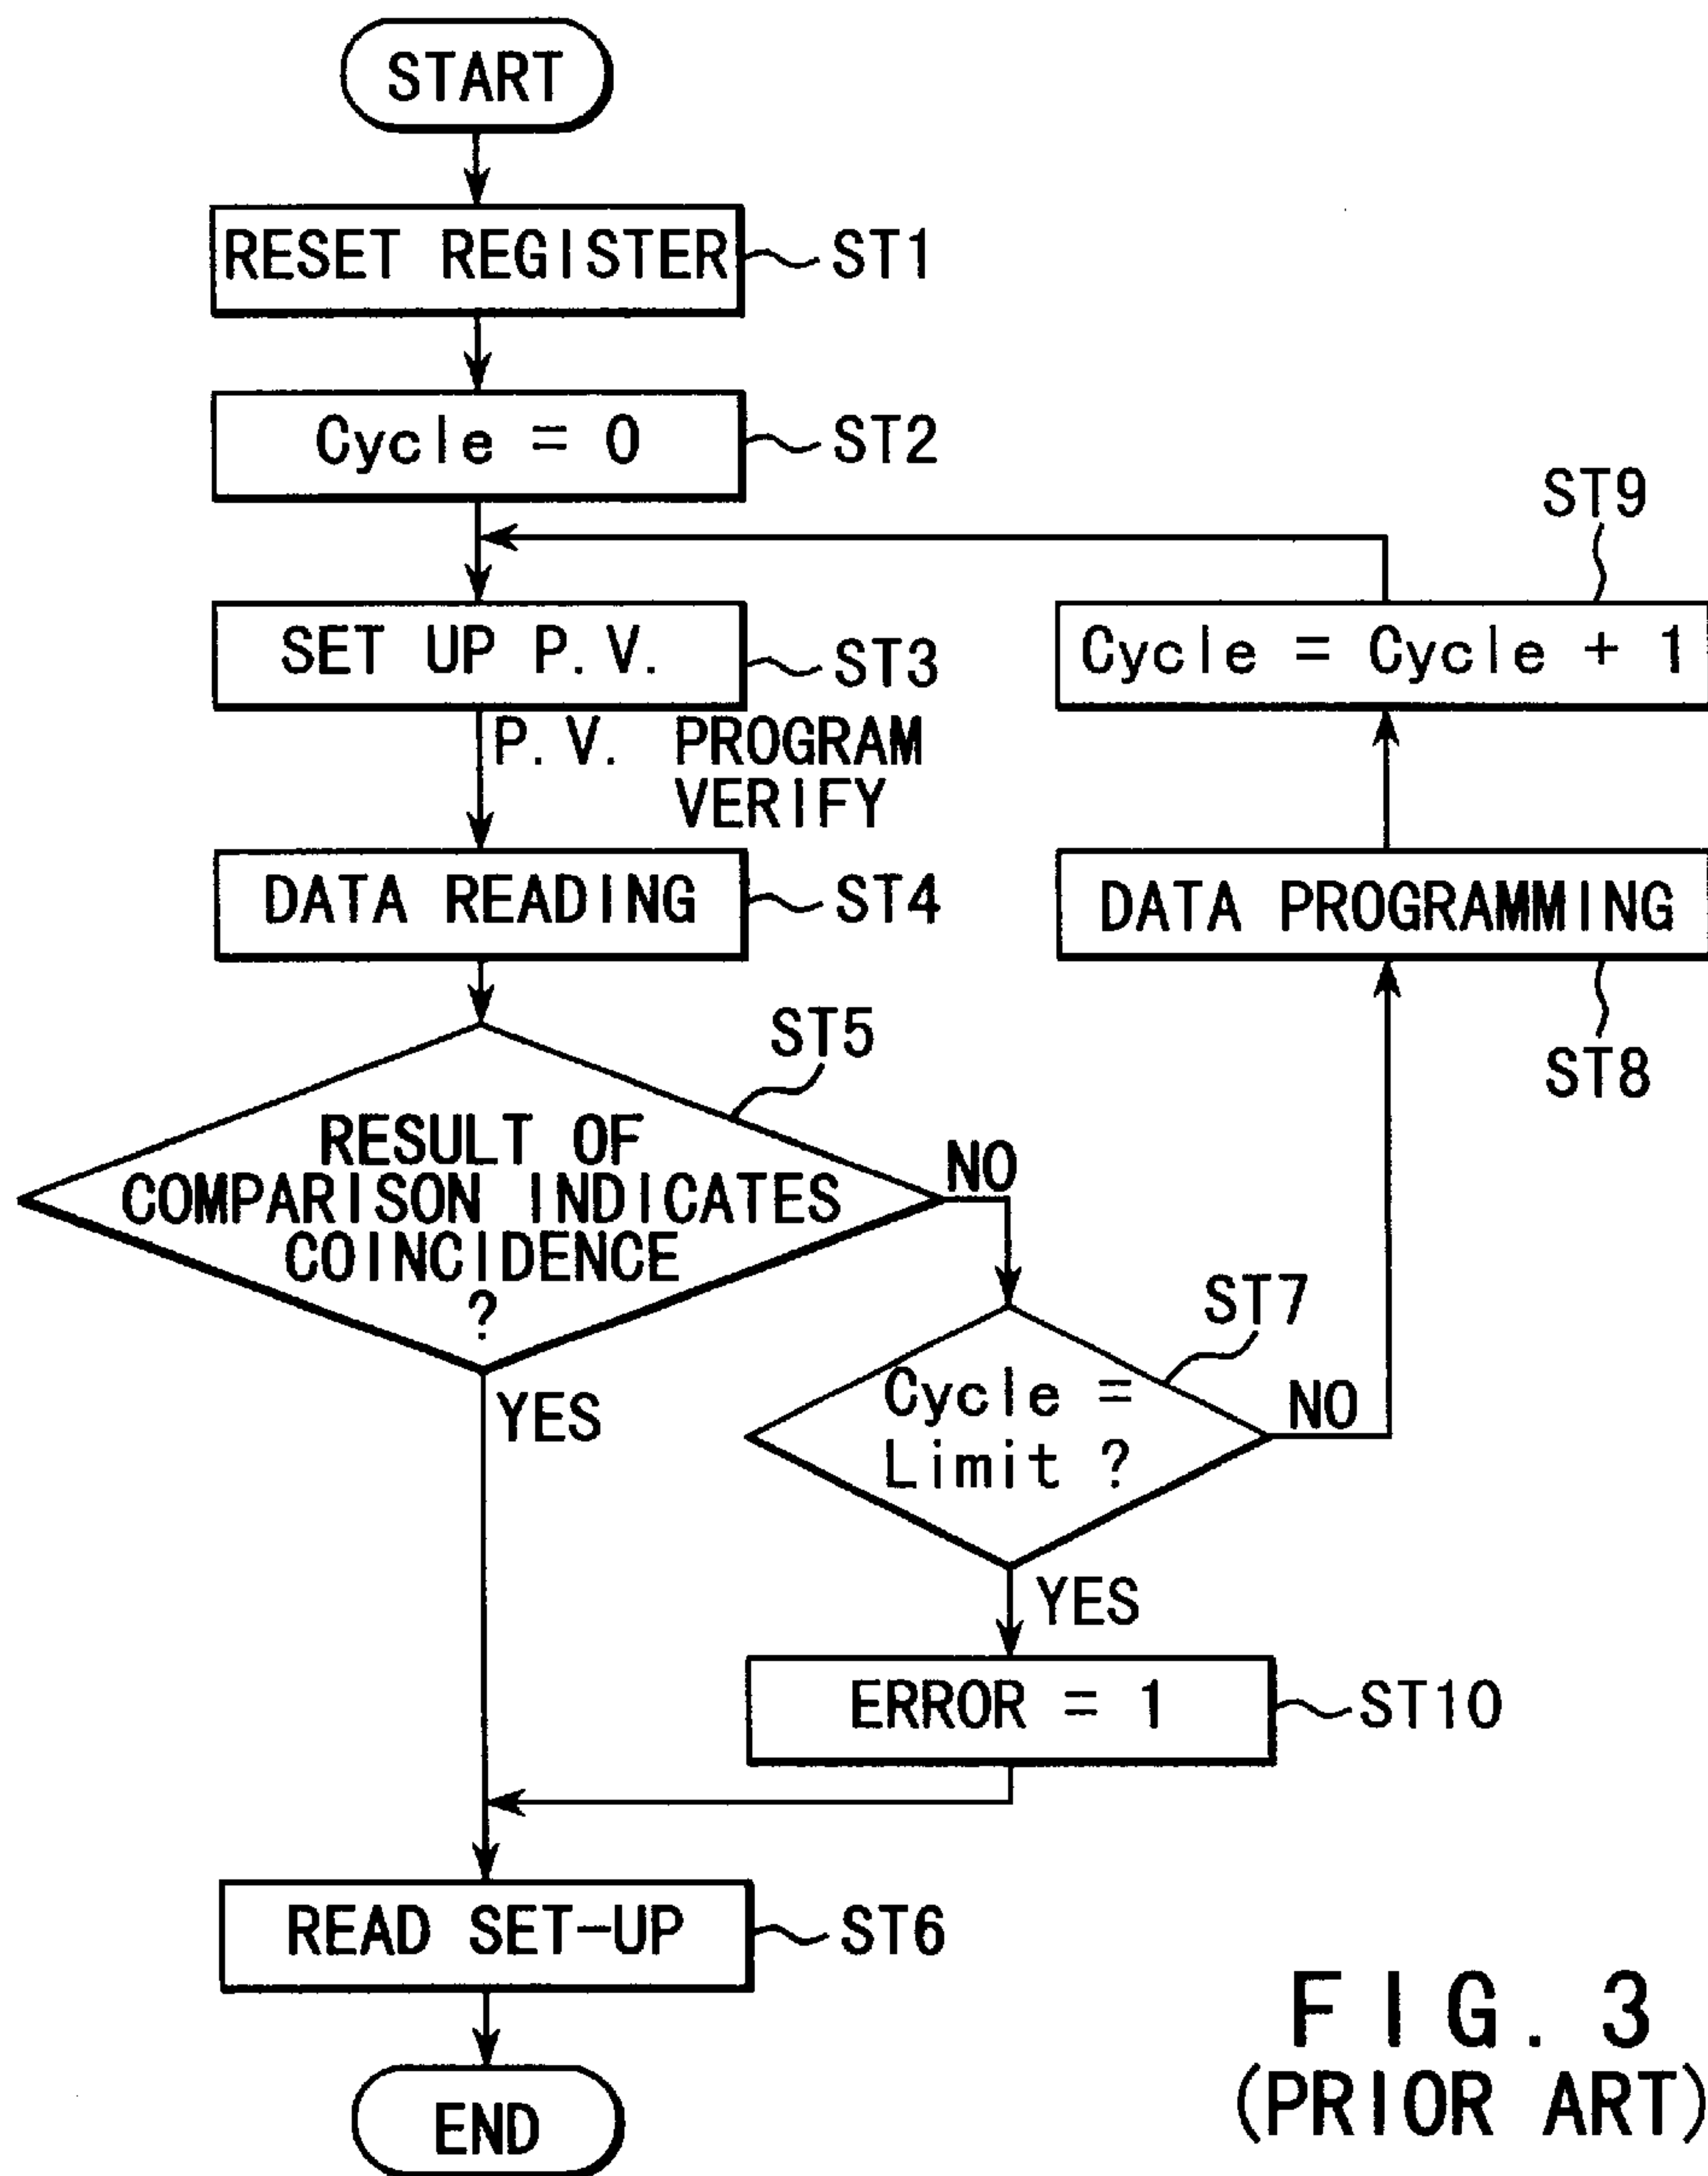 START
RESET REGISTER
ST1
Cycle = 0
ST2
ST9
SET UP P.V.
ST3
Cycle = Cycle + 1
P.V. PROGRAM
VERIFY
DATA READING
ST4
DATA PROGRAMMING
ST8
ST5
RESULT OF
COMPARISON INDICATES
COINCIDENCE
?
NO
YES
ST7
Cycle =
Limit ?
NO
YES
ERROR = 1
ST10
READ SET-UP
ST6
END
FIG. 3
(PRIOR ART)